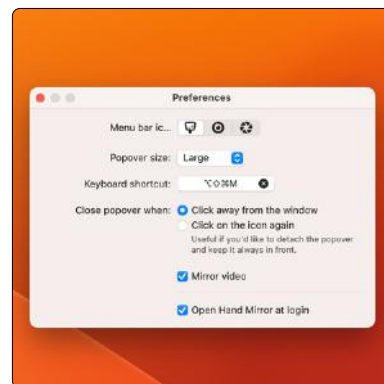 Preferences
Menu bar ic...
Popover size: Large
Keyboard shortcut: ⌥⇧⌘M
Close popover when: Click away from the window
Click on the icon again
Useful if you'd like to detach the popover
and keep it always in front.
Mirror video
Open Hand Mirror at login